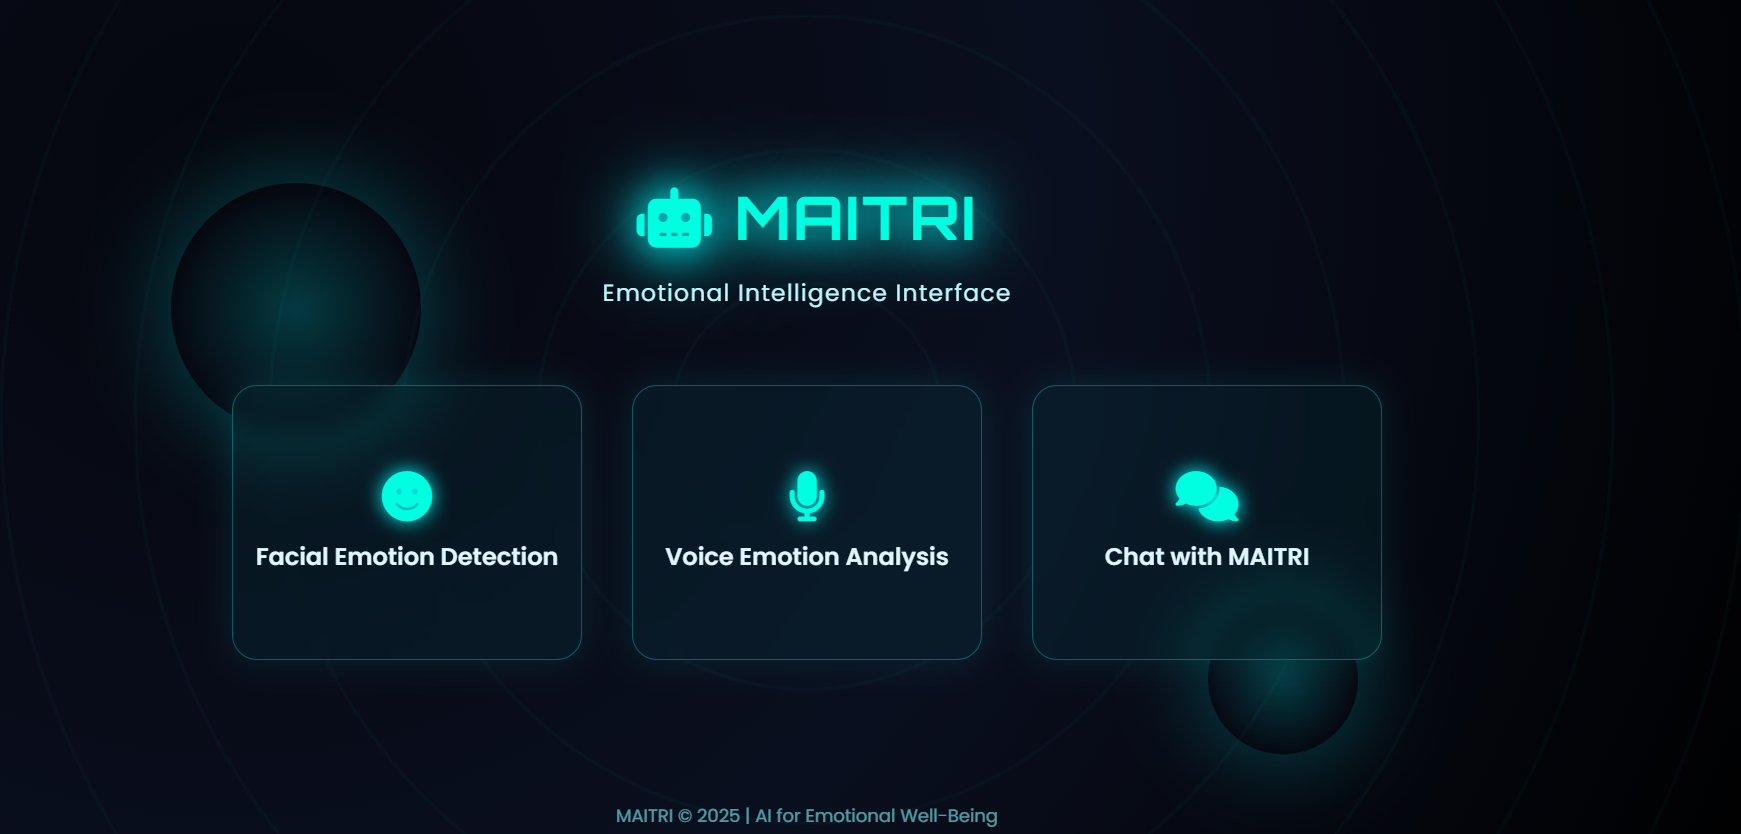 MAITRI
Emotional Intelligence Interface
Facial Emotion Detection
Voice Emotion Analysis
Chat with MAITRI
MAITRI © 2025 | AI for Emotional Well-Being